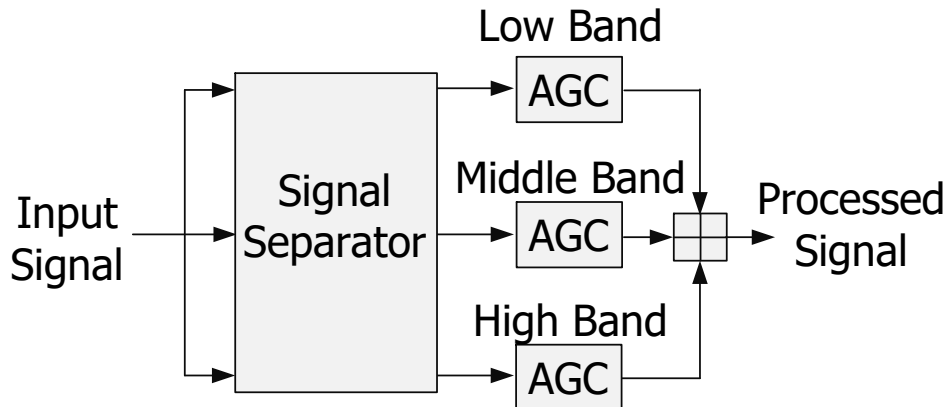 Low Band
AGC
Input
Signal
Signal
Separator
Middle Band
AGC
Processed
Signal
High Band
AGC